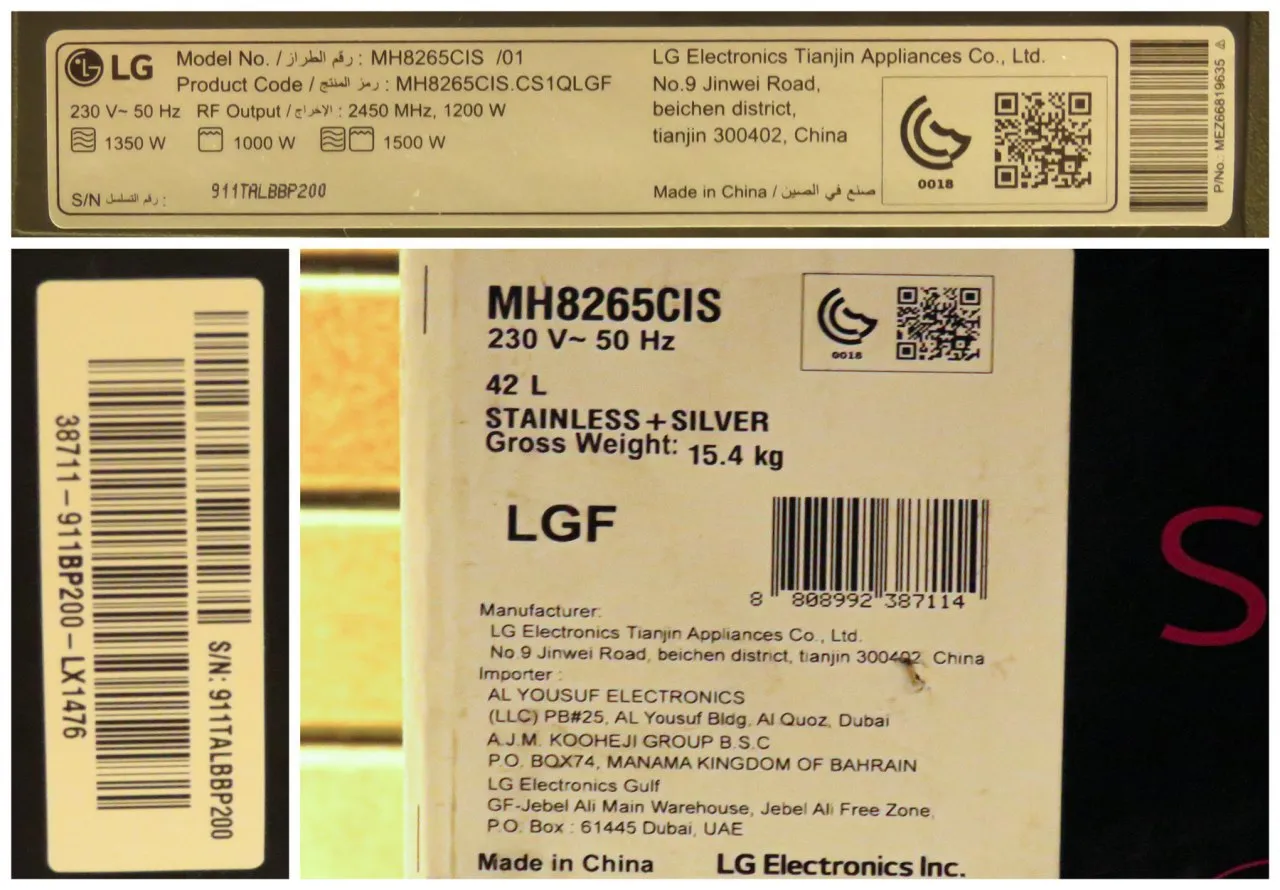 LG
Model No. / رقم الطراز : MH8265CIS /01
Product Code / رمز المنتج : MH8265CIS.CS1QLGF
230 V~ 50 Hz RF Output / الإخراج : 2450 MHz, 1200 W
1350 W 1000 W 1500 W
S/N رقم التسلسل : 911TALBBP200
LG Electronics Tianjin Appliances Co., Ltd.
No.9 Jinwei Road,
beichen district,
tianjin 300402, China
Made in China / صنع في الصين
0018
P/No.: MEZ66819635
38711-911BP200-LX1476
S/N: 911TALBBP200
MH8265CIS
230 V~ 50 Hz
0018
42 L
STAINLESS+SILVER
Gross Weight: 15.4 kg
LGF
8 808992 387114
Manufacturer:
LG Electronics Tianjin Appliances Co., Ltd.
No.9 Jinwei Road, beichen district, tianjin 300402, China
Importer :
AL YOUSUF ELECTRONICS
(LLC) PB#25, AL Yousuf Bldg. Al Quoz, Dubai
A.J.M. KOOHEJI GROUP B.S.C
P.O. BOX74, MANAMA KINGDOM OF BAHRAIN
LG Electronics Gulf
GF-Jebel Ali Main Warehouse, Jebel Ali Free Zone,
P.O. Box : 61445 Dubai, UAE
Made in China LG Electronics Inc.
S